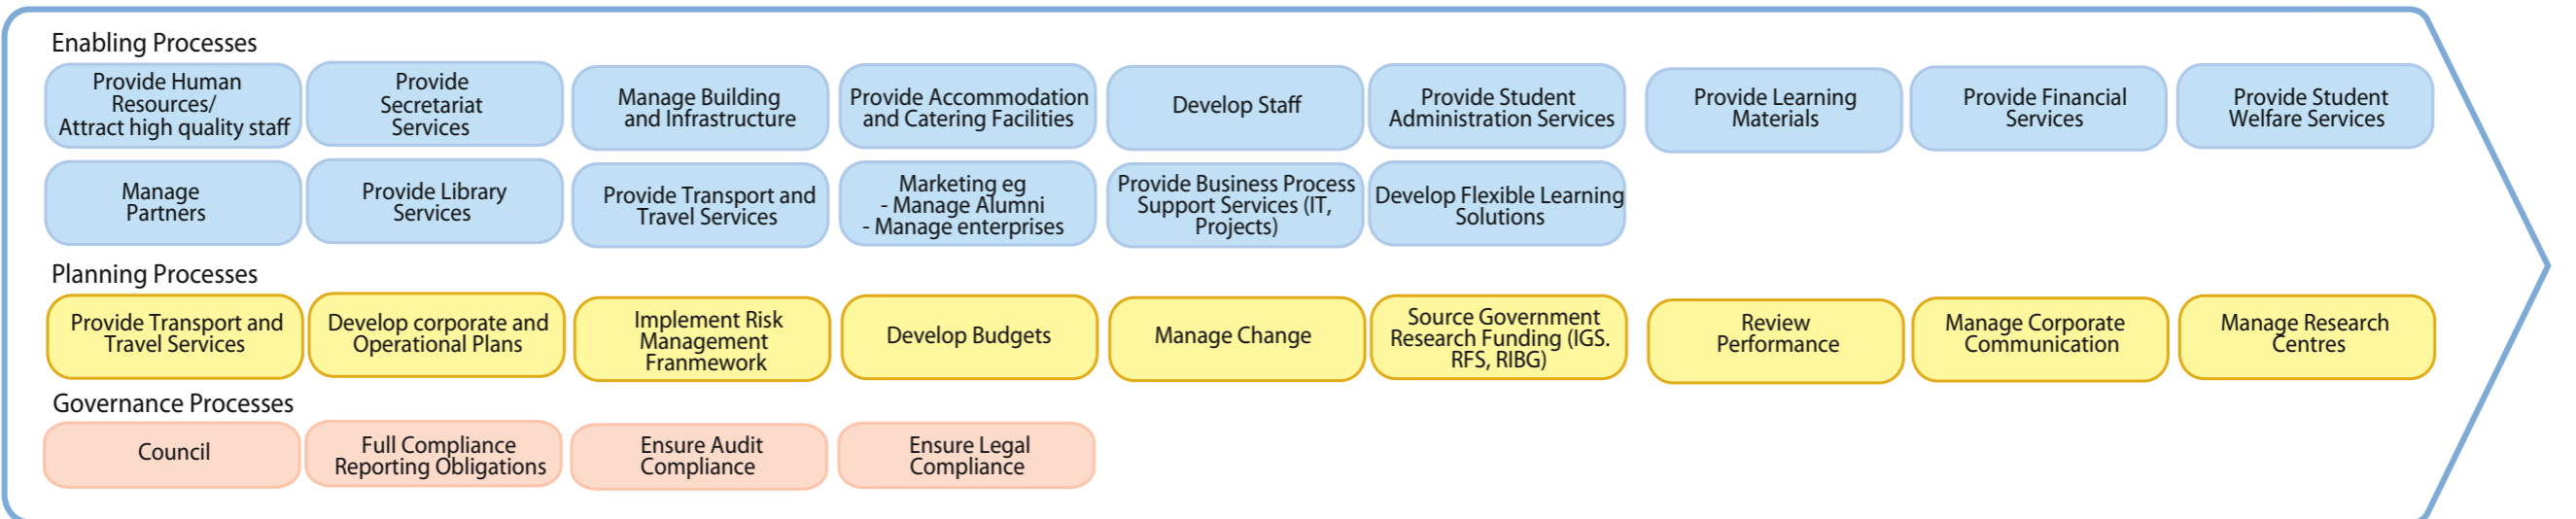 Enabling Processes
Provide Human
Resources/
Attract high quality staff
Provide
Secretariat
Services
Manage Building
and Infrastructure
Provide Accommodation
and Catering Facilities
Develop Staff
Provide Student
Administration Services
Provide Learning
Materials
Provide Financial
Services
Provide Student
Welfare Services
Manage
Partners
Provide Library
Services
Provide Transport and
Travel Services
Marketing eg
- Manage Alumni
- Manage enterprises
Provide Business Process
Support Services (IT,
Projects)
Develop Flexible Learning
Solutions
Planning Processes
Provide Transport and
Travel Services
Develop corporate and
Operational Plans
Implement Risk
Management
Franmework
Develop Budgets
Manage Change
Source Government
Research Funding (IGS.
RFS, RIBG)
Review
Performance
Manage Corporate
Communication
Manage Research
Centres
Governance Processes
Council
Full Compliance
Reporting Obligations
Ensure Audit
Compliance
Ensure Legal
Compliance